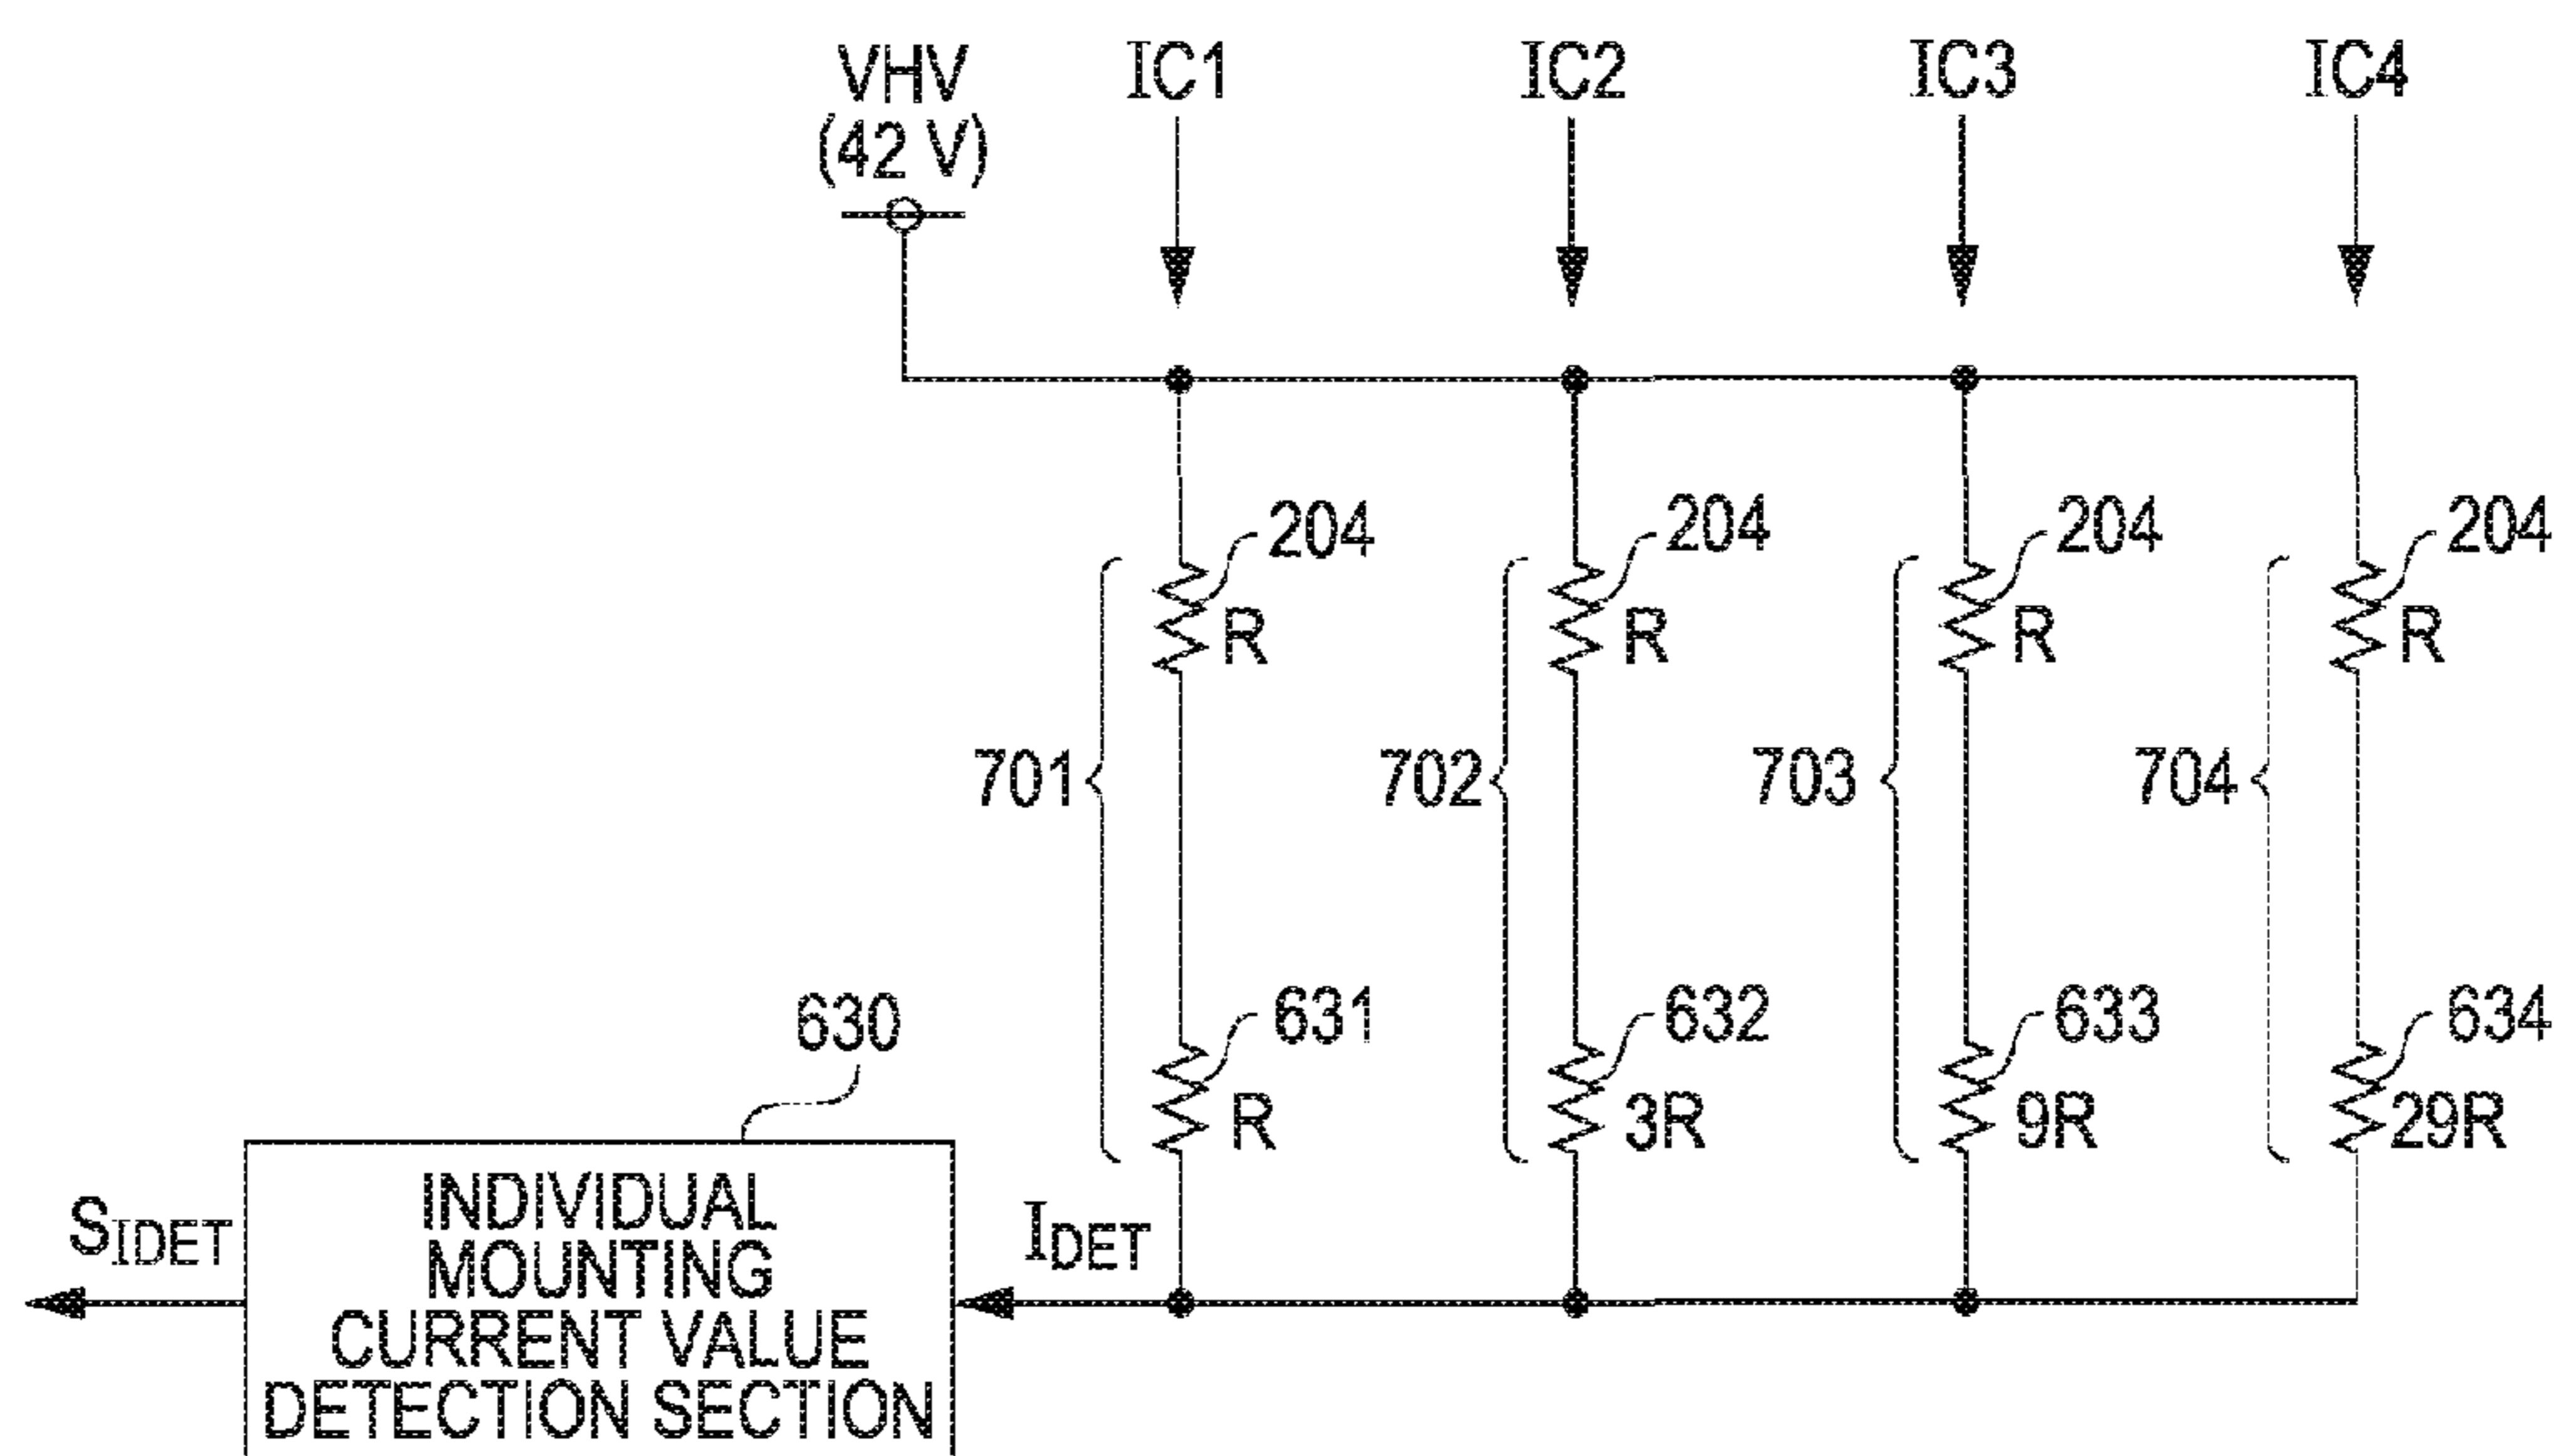 VHV
(42 V)
IC1
IC2
IC3
IC4
204
204
204
204
R
R
R
R
701
702
703
704
631
632
633
634
R
3R
9R
29R
630
INDIVIDUAL
MOUNTING
CURRENT VALUE
DETECTION SECTION
SIDET
IDET